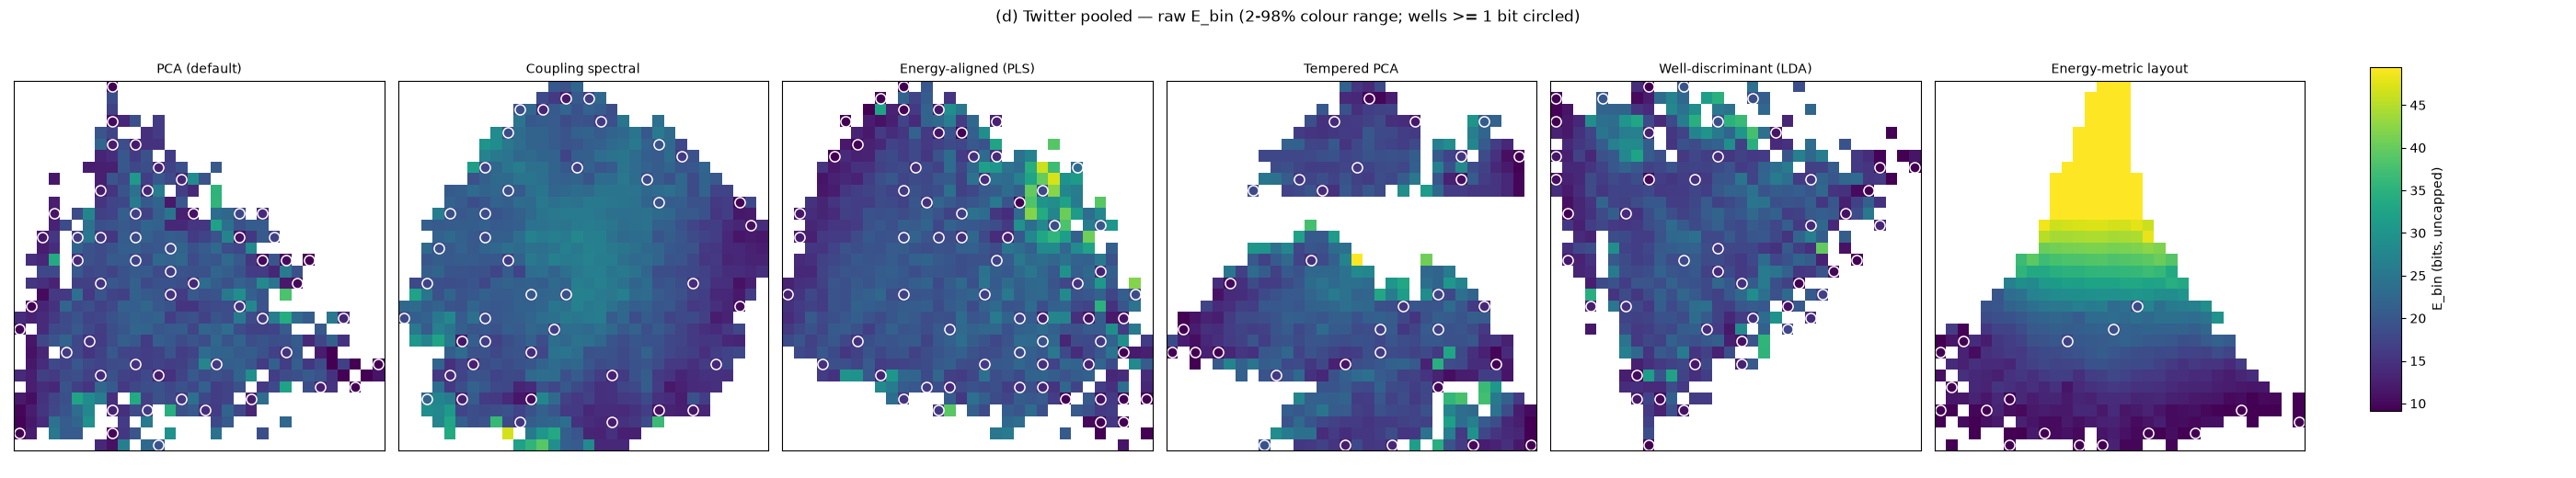 (d) Twitter pooled — raw E_bin (2-98% colour range; wells >= 1 bit circled)
PCA (default)
Coupling spectral
Energy-aligned (PLS)
Tempered PCA
Well-discriminant (LDA)
Energy-metric layout
45
40
35
30
25
20
15
10
E_bin (bits, uncapped)